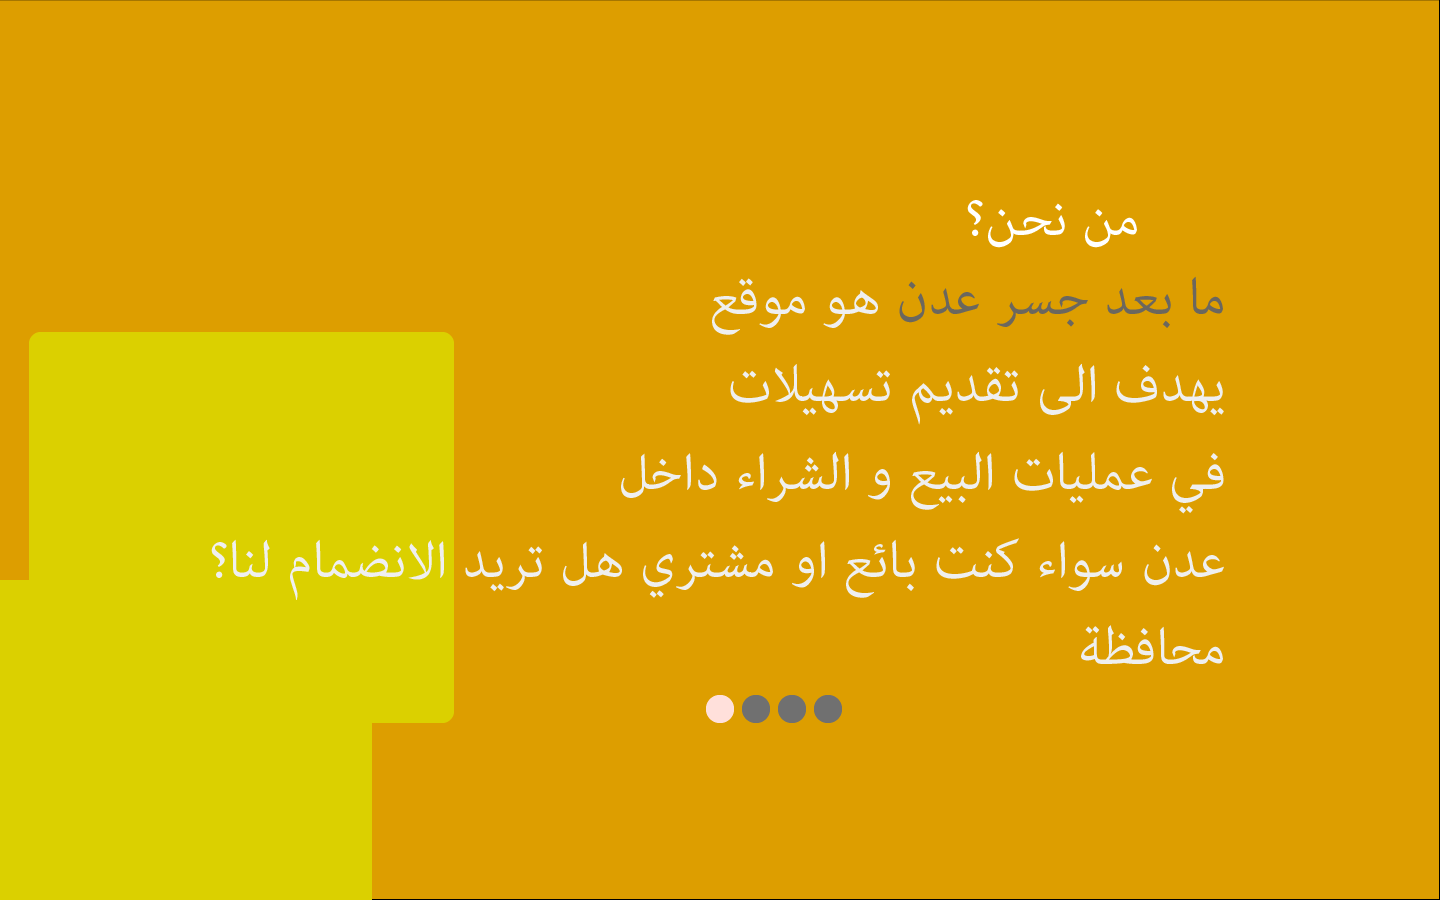 من نحن؟
ما بعد جسر عدن هو موقع
يهدف الى تقديم تسهيلات
في عمليات البيع و الشراء داخل
عدن سواء كنت بائع او مشتري هل تريد الانضمام لنا؟
محافظة